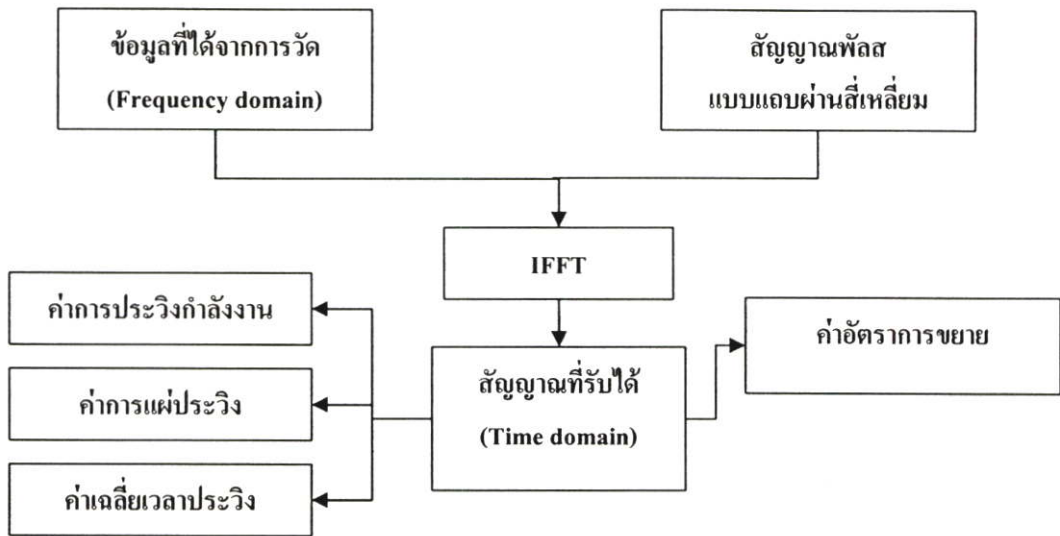 ข้อมูลที่ได้จากการวัด
(Frequency domain)
สัญญาณพัลส
แบบแถบผ่านสี่เหลี่ยม
IFFT
ค่าการประวิงกำลังงาน
ค่าการแผ่ประวิง
ค่าเฉลี่ยเวลาประวิง
สัญญาณที่รับได้
(Time domain)
ค่าอัตราการขยาย